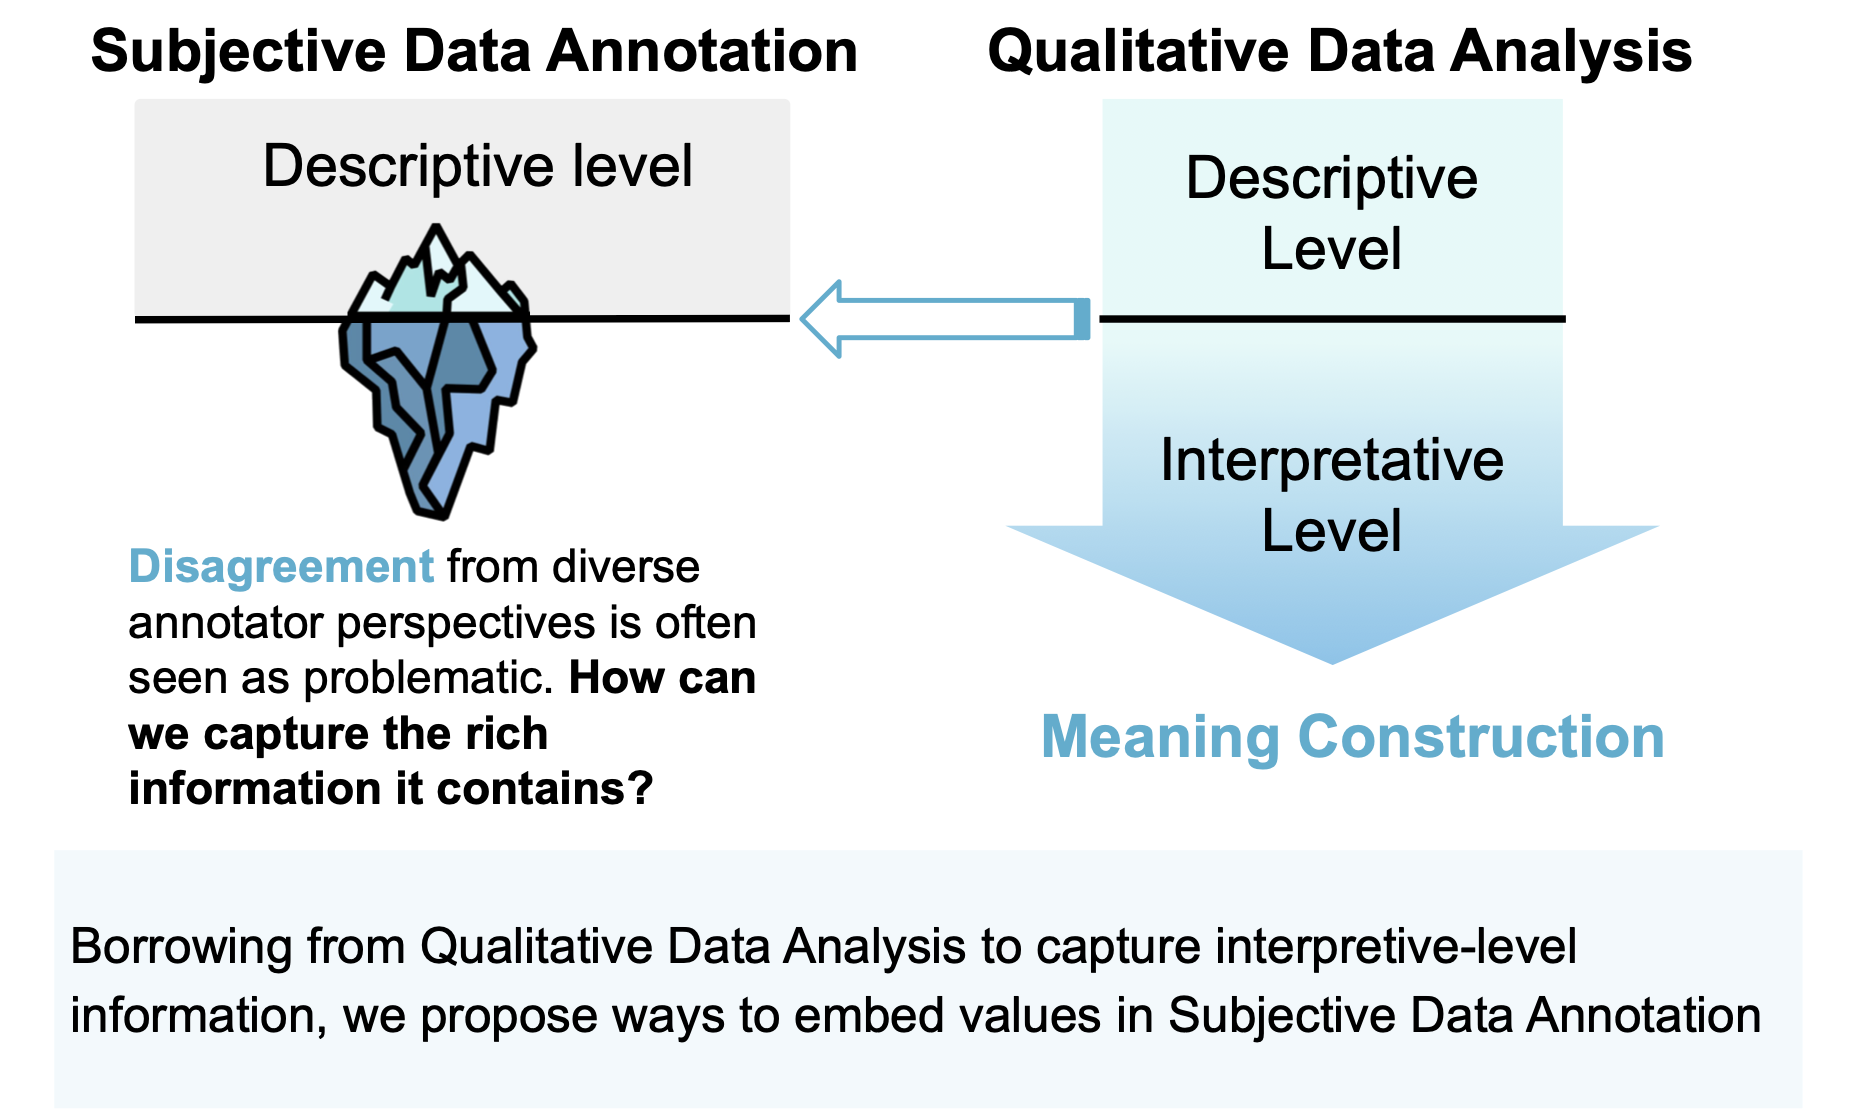 Subjective Data Annotation
Descriptive level
Disagreement from diverse
annotator perspectives is often
seen as problematic. How can
we capture the rich
information it contains?
Qualitative Data Analysis
Descriptive
Level
Interpretative
Level
Meaning Construction
Borrowing from Qualitative Data Analysis to capture interpretive-level
information, we propose ways to embed values in Subjective Data Annotation